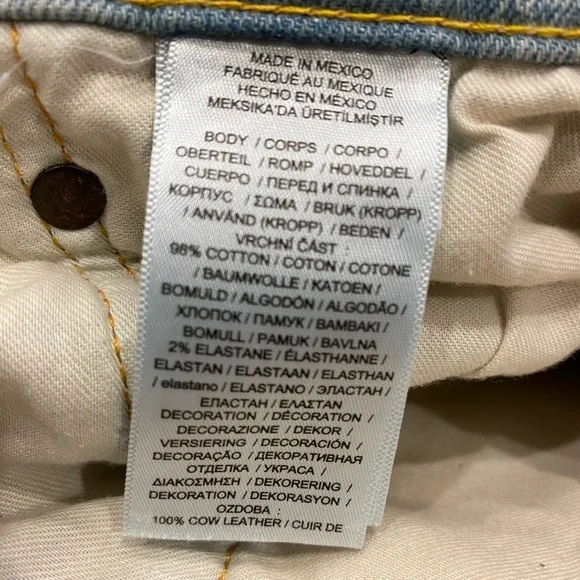 MADE IN MEXICO
FABRIQUÉ AU MEXIQUE
HECHO EN MÉXICO
MEKSIKA'DA ÜRETİLMİŞTİR
BODY / CORPS / CORPO /
OBERTEIL / ROMP / HOVEDDEL /
CUERPO / ПЕРЕД И СПИНКА /
КОРПУС / ΣΩΜΑ / BRUK (KROPP)
/ ANVÄND (KROPP) / BEDEN /
VRCHNÍ ČÁST :
98% COTTON / COTON / COTONE
/ BAUMWOLLE / KATOEN /
BOMULD / ALGODÓN / ALGODÃO /
ХЛОПОК / ПАМУК / ΒΑΜΒΑΚΙ /
BOMULL / PAMUK / BAVLNA
2% ELASTANE / ÉLASTHANNE /
ELASTAN / ELASTAAN / ELASTHAN
/ elastano / ELASTANO / ЭЛАСТАН /
ЕЛАСТАН / ΕΛΑΣΤΑΝ
DECORATION / DÉCORATION /
DECORAZIONE / DEKOR /
VERSIERING / DECORACIÓN /
DECORAÇÃO / ДЕКОРАТИВНАЯ
ОТДЕЛКА / УКРАСА /
ΔΙΑΚΟΣΜΗΣΗ / DEKORERING /
DEKORATION / DEKORASYON /
OZDOBA :
100% COW LEATHER / CUIR DE